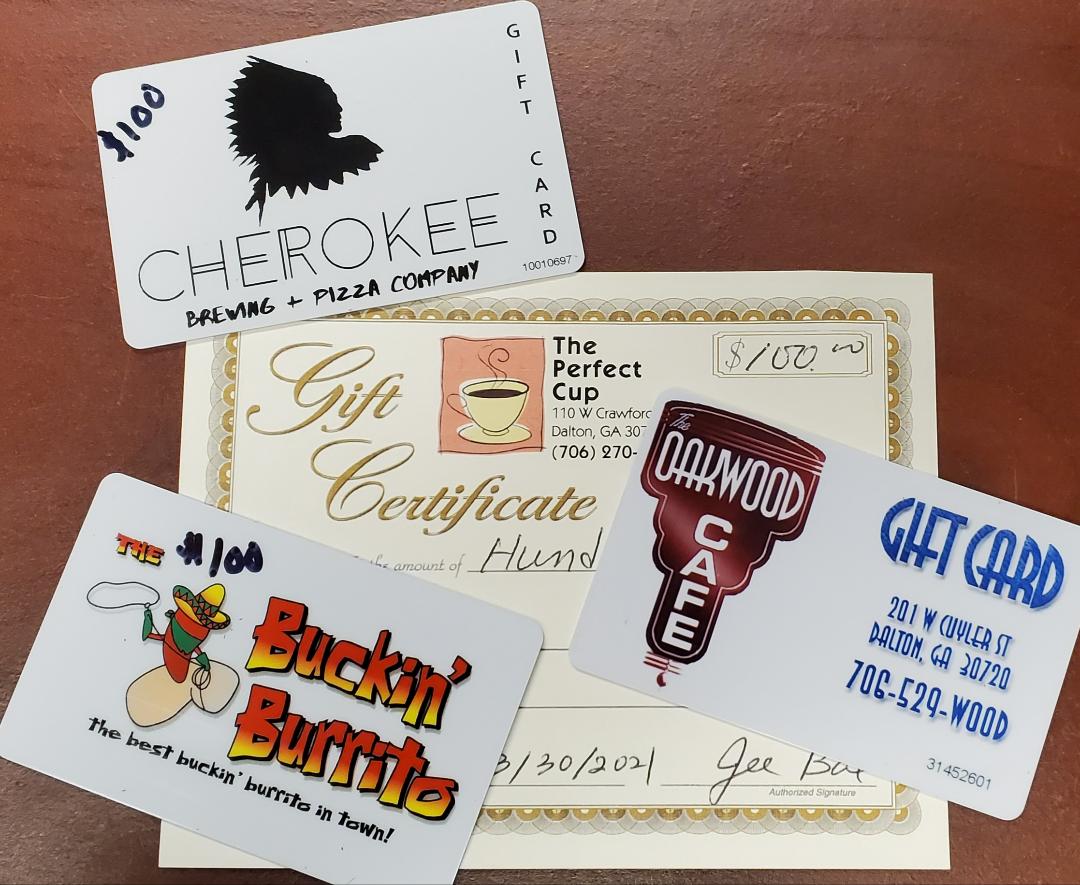 $100
CHEROKEE
BREWING + PIZZA COMPANY
GIFT CARD
10010697
Gift
Certificate
The
Perfect
Cup
110 W Crawforc
Dalton, GA 307
(706) 270-
$100.00
the amount of Hund
3/30/2021
Authorized Signature
The
OAKWOOD
CAFE
GIFT CARD
201 W CUYLER ST
DALTON, GA 30720
706-529-WOOD
31452601
THE $100
Buckin'
Burrito
The best buckin' burrito in town!